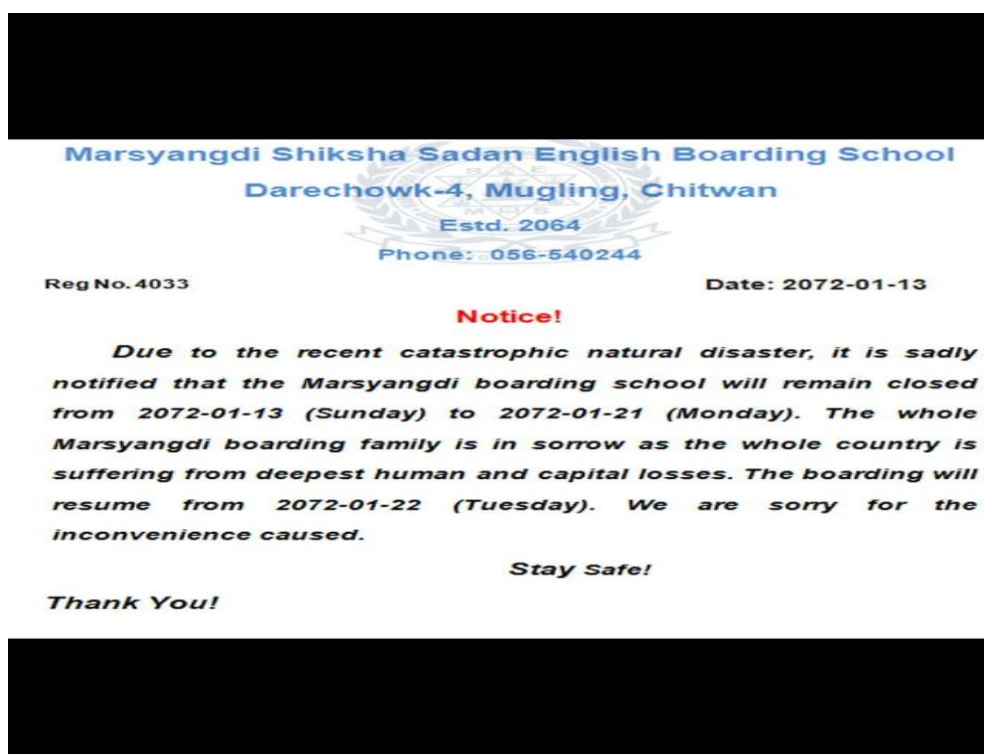 Marsyangdi Shiksha Sadan English Boarding School
Darechowk-4, Mugling, Chitwan
Estd. 2064
Phone: 056-540244
Reg No. 4033 Date: 2072-01-13
Notice!
Due to the recent catastrophic natural disaster, it is sadly
notified that the Marsyangdi boarding school will remain closed
from 2072-01-13 (Sunday) to 2072-01-21 (Monday). The whole
Marsyangdi boarding family is in sorrow as the whole country is
suffering from deepest human and capital losses. The boarding will
resume from 2072-01-22 (Tuesday). We are sorry for the
inconvenience caused.
Stay Safe!
Thank You!